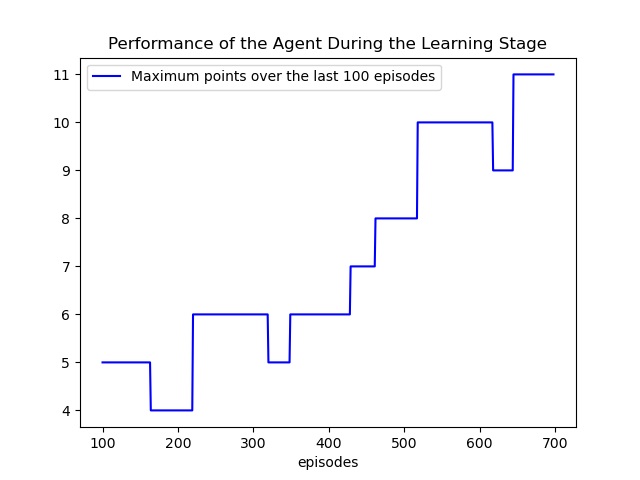 Performance of the Agent During the Learning Stage
Maximum points over the last 100 episodes
11
10
9
8
7
6
5
4
100 200 300 400 500 600 700
episodes